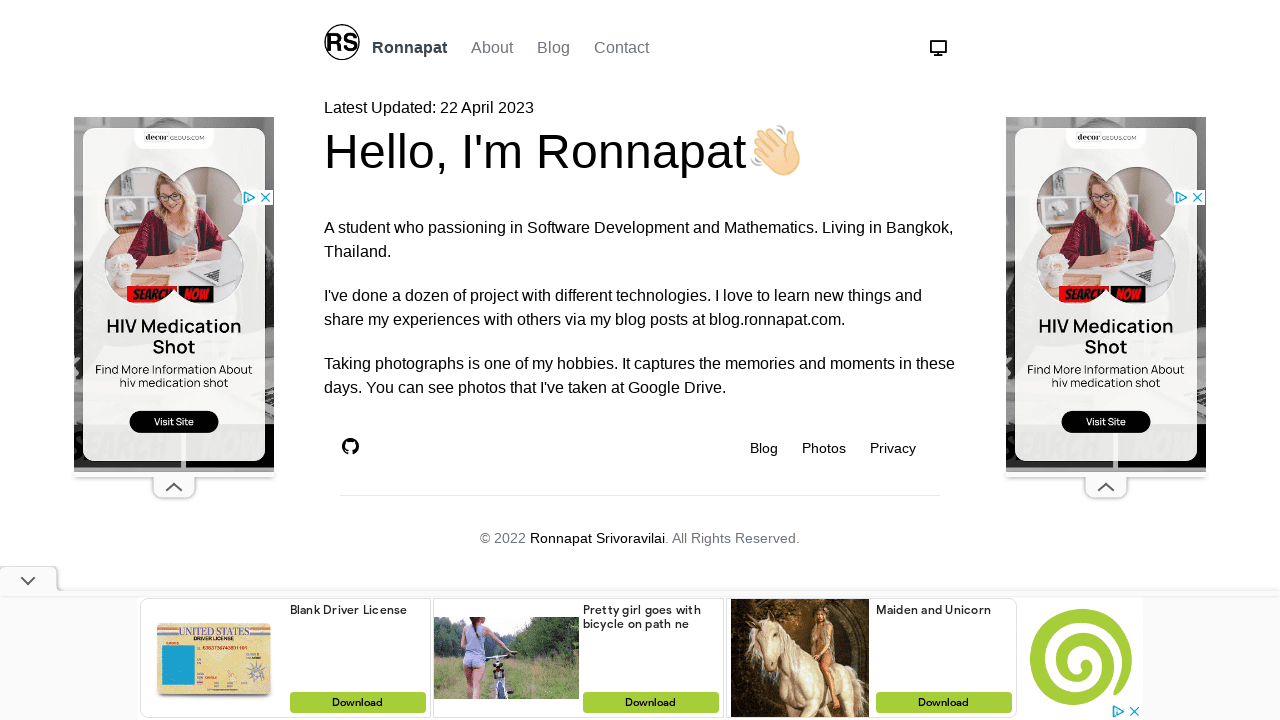 RS
Ronnapat
About
Blog
Contact
Latest Updated: 22 April 2023
Hello, I'm Ronnapat
A student who passioning in Software Development and Mathematics. Living in Bangkok,
Thailand.
I've done a dozen of project with different technologies. I love to learn new things and
share my experiences with others via my blog posts at blog.ronnapat.com.
Taking photographs is one of my hobbies. It captures the memories and moments in these
days. You can see photos that I've taken at Google Drive.
Blog
Photos
Privacy
© 2022 Ronnapat Srivoravilai. All Rights Reserved.
decorGEOUS.COM
SEARCH NOW
HIV Medication
Shot
Find More Information About
hiv medication shot
Visit Site
decorGEOUS.COM
SEARCH NOW
HIV Medication
Shot
Find More Information About
hiv medication shot
Visit Site
UNITED STATES
DRIVER LICENSE
Blank Driver License
Download
Pretty girl goes with
bicycle on path ne
Download
Maiden and Unicorn
Download